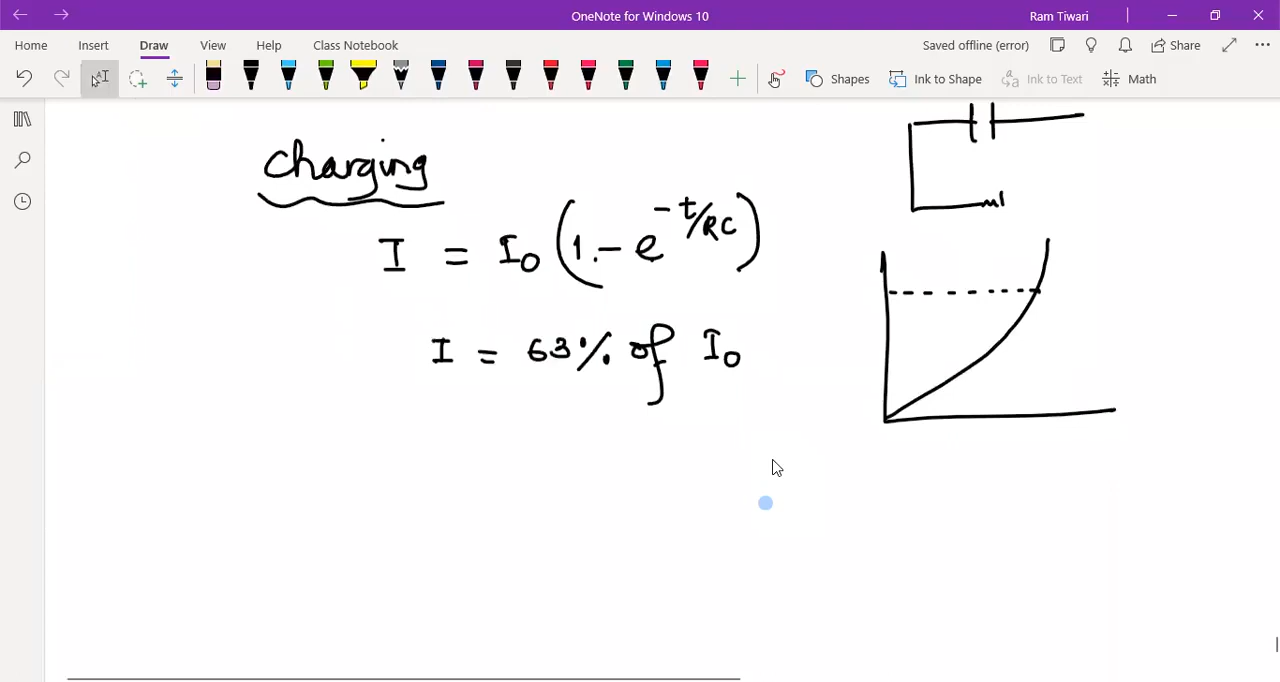 OneNote for Windows 10
Ram Tiwari
Home Insert Draw View Help Class Notebook
Saved offline (error) Share
Shapes Ink to Shape Ink to Text Math
Charging
I = I₀ (1 - e^{-t/RC})
I = 63% of I₀